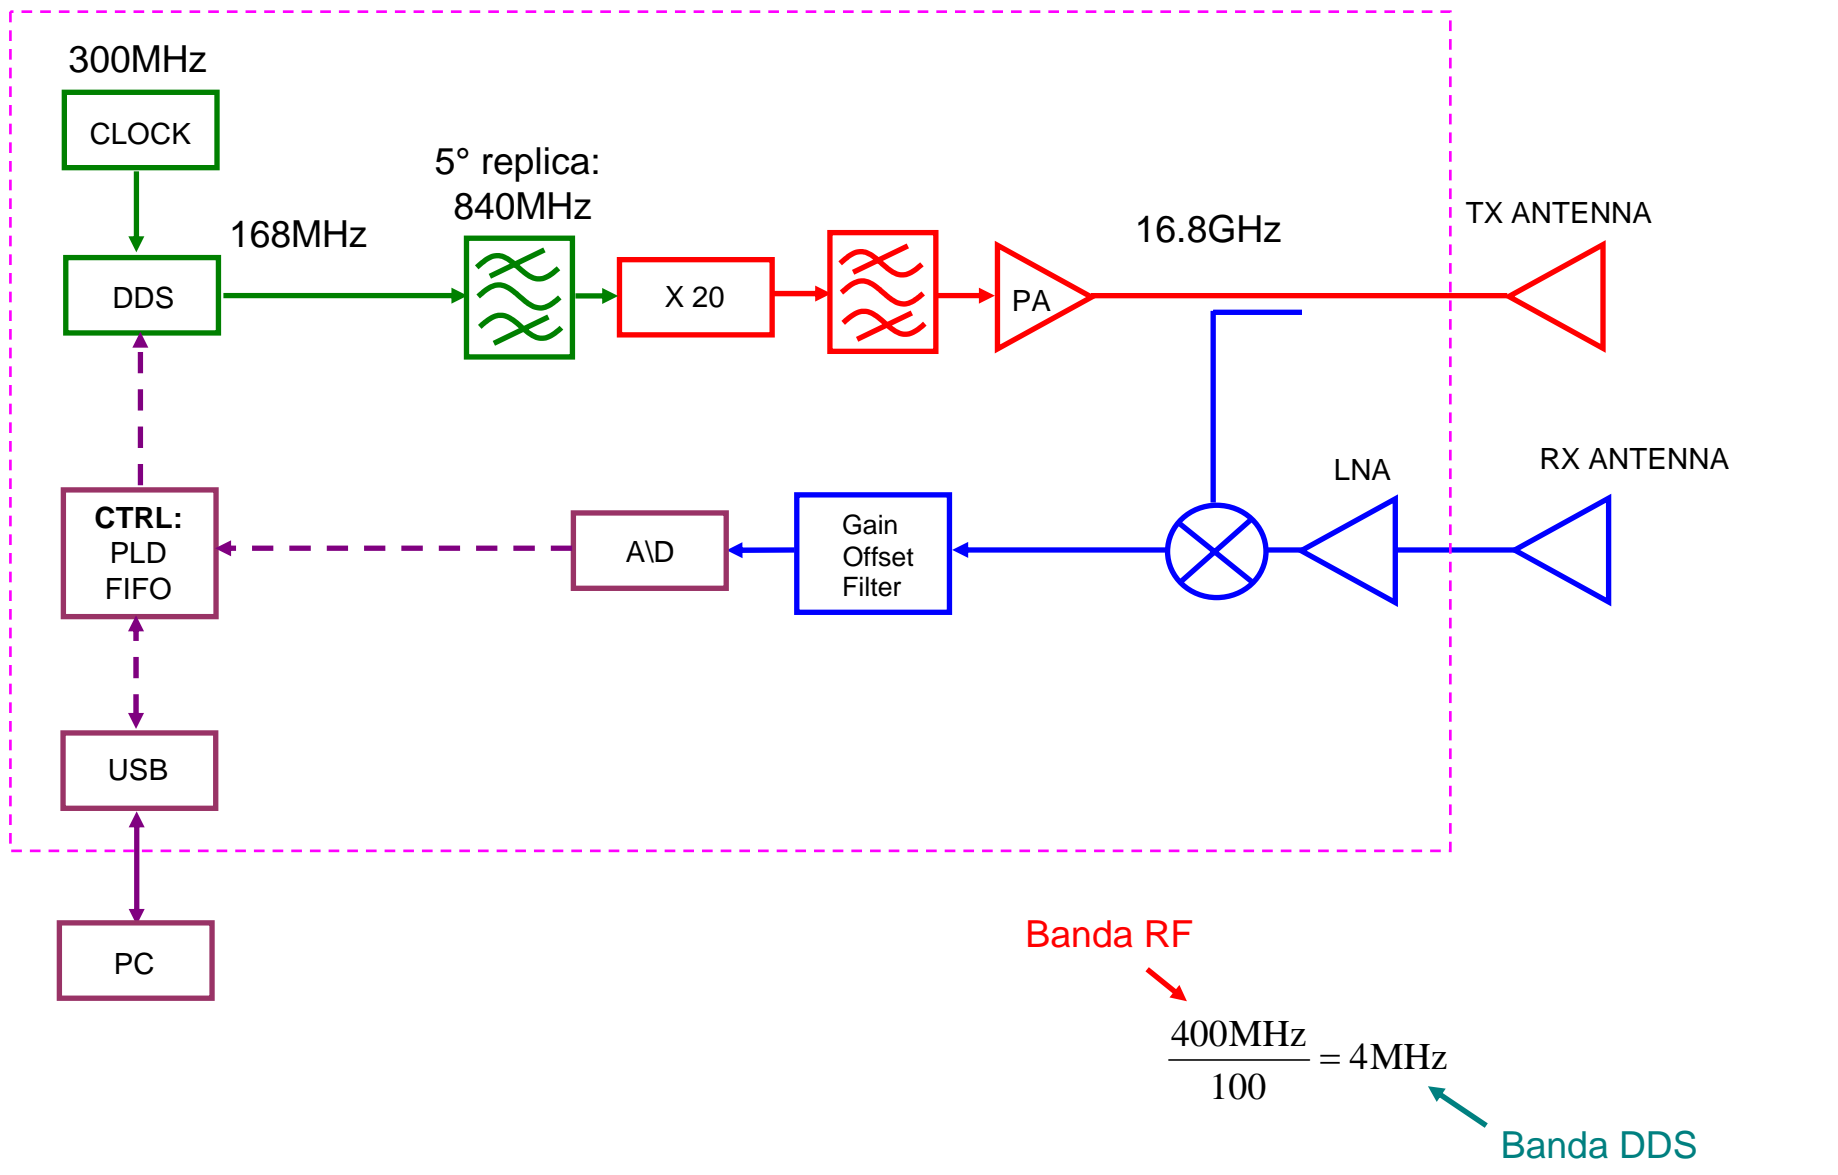 300MHz
CLOCK
5° replica:
840MHz
168MHz
DDS
X 20
PA
16.8GHz
TX ANTENNA
RX ANTENNA
LNA
Gain
Offset
Filter
A\D
CTRL:
PLD
FIFO
USB
PC
Banda RF
400MHz
100
= 4MHz
Banda DDS